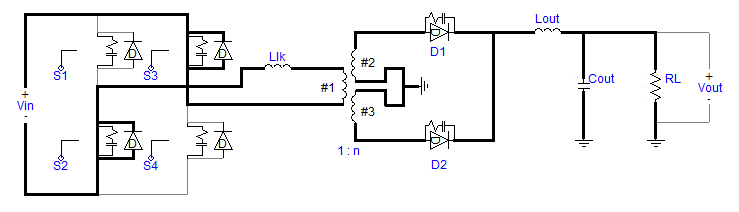 Lout
D1
D
D
D
S1
S3
Llk
#2
Cout
RL
+
Vout
-
+
Vin
-
#1
#3
D
D
D
S2
S4
1 : n
D2